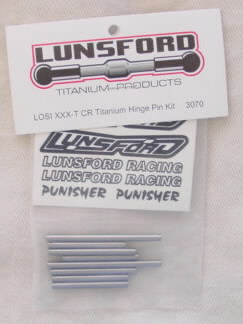 LUNSFORD
TITANIUM PRODUCTS
LOSI XXX-T CR Titanium Hinge Pin Kit 3070
LUNSFORD
LUNSFORD RACING
LUNSFORD RACING
PUNISHER PUNISHER